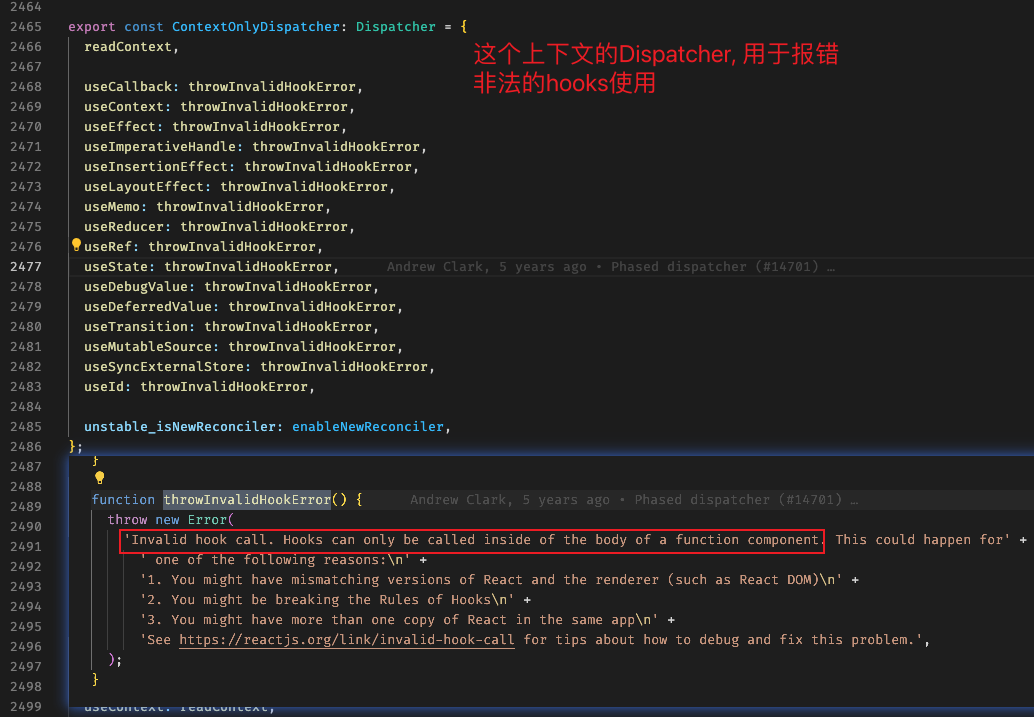 2464
2465 export const ContextOnlyDispatcher: Dispatcher = {
2466 readContext,
这个上下文的Dispatcher, 用于报错
2467
非法的hooks使用
2468 useCallback: throwInvalidHookError,
2469 useContext: throwInvalidHookError,
2470 useEffect: throwInvalidHookError,
2471 useImperativeHandle: throwInvalidHookError,
2472 useInsertionEffect: throwInvalidHookError,
2473 useLayoutEffect: throwInvalidHookError,
2474 useMemo: throwInvalidHookError,
2475 useReducer: throwInvalidHookError,
2476 useRef: throwInvalidHookError,
2477 useState: throwInvalidHookError, Andrew Clark, 5 years ago • Phased dispatcher (#14701) …
2478 useDebugValue: throwInvalidHookError,
2479 useDeferredValue: throwInvalidHookError,
2480 useTransition: throwInvalidHookError,
2481 useMutableSource: throwInvalidHookError,
2482 useSyncExternalStore: throwInvalidHookError,
2483 useId: throwInvalidHookError,
2484
2485 unstable_isNewReconciler: enableNewReconciler,
2486 };
2487 }
2488
2489 function throwInvalidHookError() { Andrew Clark, 5 years ago • Phased dispatcher (#14701) …
2490 throw new Error(
2491 'Invalid hook call. Hooks can only be called inside of the body of a function component. This could happen for' +
2492 ' one of the following reasons:\n' +
2493 '1. You might have mismatching versions of React and the renderer (such as React DOM)\n' +
2494 '2. You might be breaking the Rules of Hooks\n' +
2495 '3. You might have more than one copy of React in the same app\n' +
2496 'See https://reactjs.org/link/invalid-hook-call for tips about how to debug and fix this problem.',
2497 );
2498 }
2499 useContext: readContext,